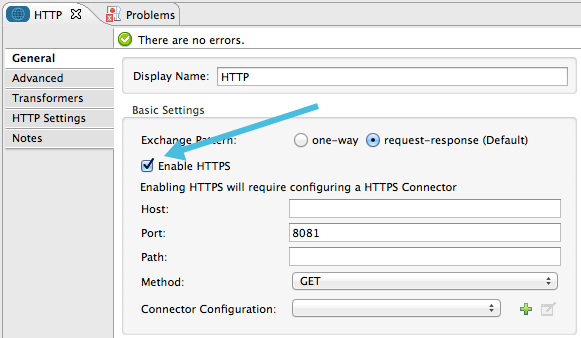 HTTP Problems
There are no errors.
General
Advanced
Transformers
HTTP Settings
Notes
Display Name: HTTP
Basic Settings
Exchange Pattern: one-way request-response (Default)
Enable HTTPS
Enabling HTTPS will require configuring a HTTPS Connector
Host:
Port: 8081
Path:
Method: GET
Connector Configuration: